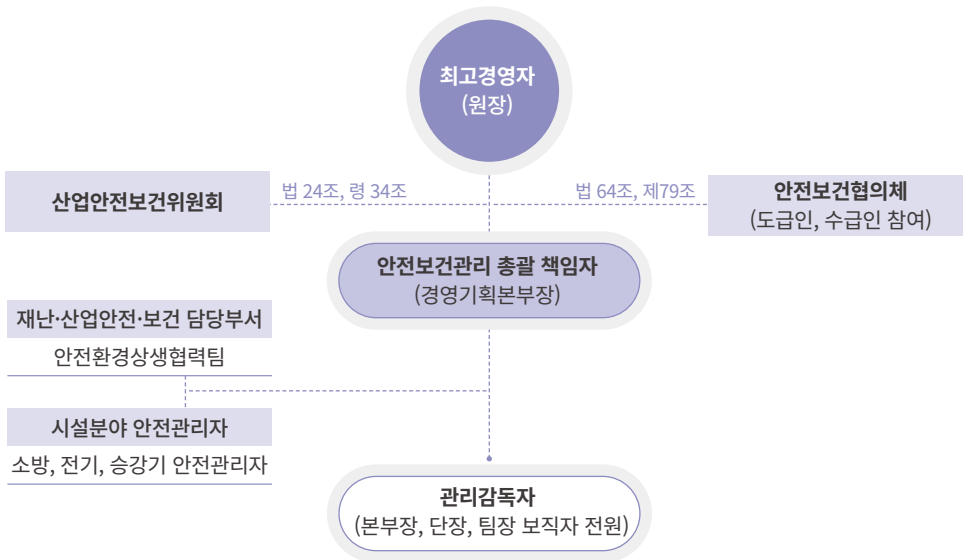 최고경영자
(원장)
산업안전보건위원회
법 24조, 령 34조
법 64조, 제79조
안전보건협의체
(도급인, 수급인 참여)
안전보건관리 총괄 책임자
(경영기획본부장)
재난·산업안전·보건 담당부서
안전환경상생협력팀
시설분야 안전관리자
소방, 전기, 승강기 안전관리자
관리감독자
(본부장, 단장, 팀장 보직자 전원)